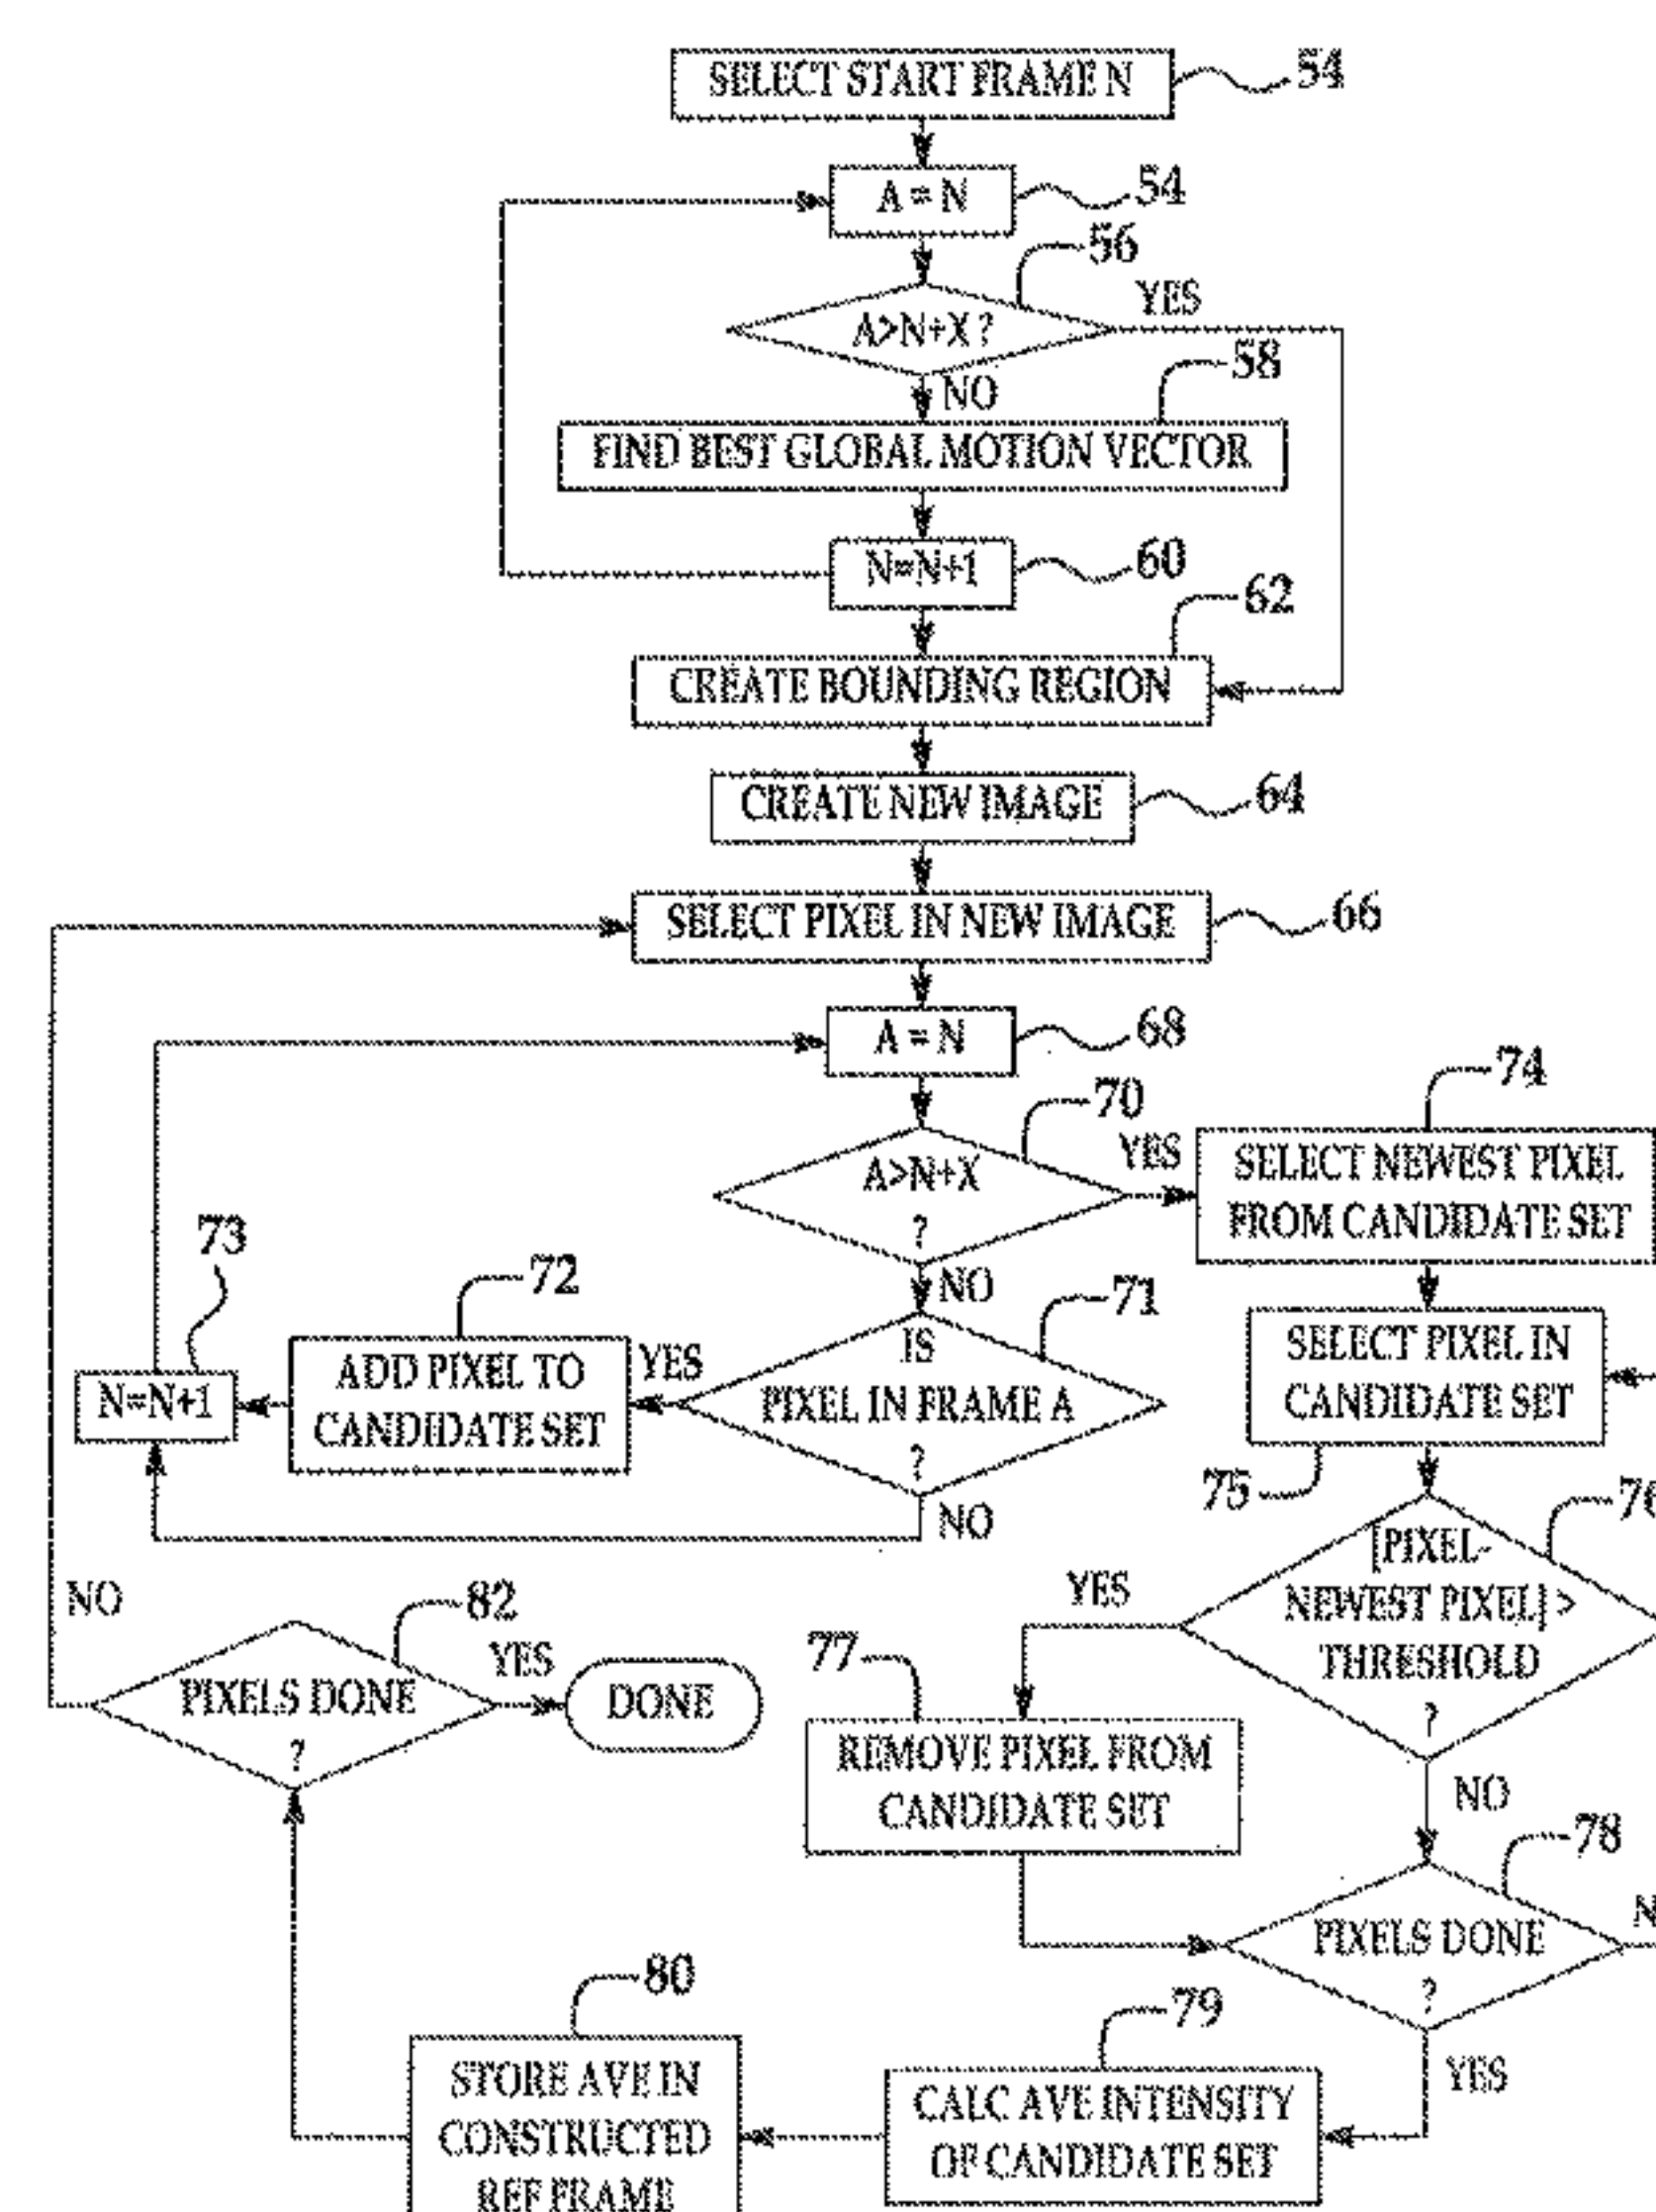 SELECT START FRAME N
54
A = N
54
56
A>N+X ?
YES
NO
58
FIND BEST GLOBAL MOTION VECTOR
N=N+1
60
62
CREATE BOUNDING REGION
CREATE NEW IMAGE
64
SELECT PIXEL IN NEW IMAGE
66
A = N
68
70
A>N+X
?
YES
NO
74
SELECT NEWEST PIXEL
FROM CANDIDATE SET
71
IS
PIXEL IN FRAME A
?
YES
NO
72
ADD PIXEL TO
CANDIDATE SET
73
N=N+1
SELECT PIXEL IN
CANDIDATE SET
75
76
|PIXEL-
NEWEST PIXEL| >
THRESHOLD
?
YES
NO
77
REMOVE PIXEL FROM
CANDIDATE SET
78
PIXELS DONE
?
YES
79
CALC AVE INTENSITY
OF CANDIDATE SET
80
STORE AVE IN
CONSTRUCTED
REF FRAME
82
PIXELS DONE
?
NO
YES
DONE